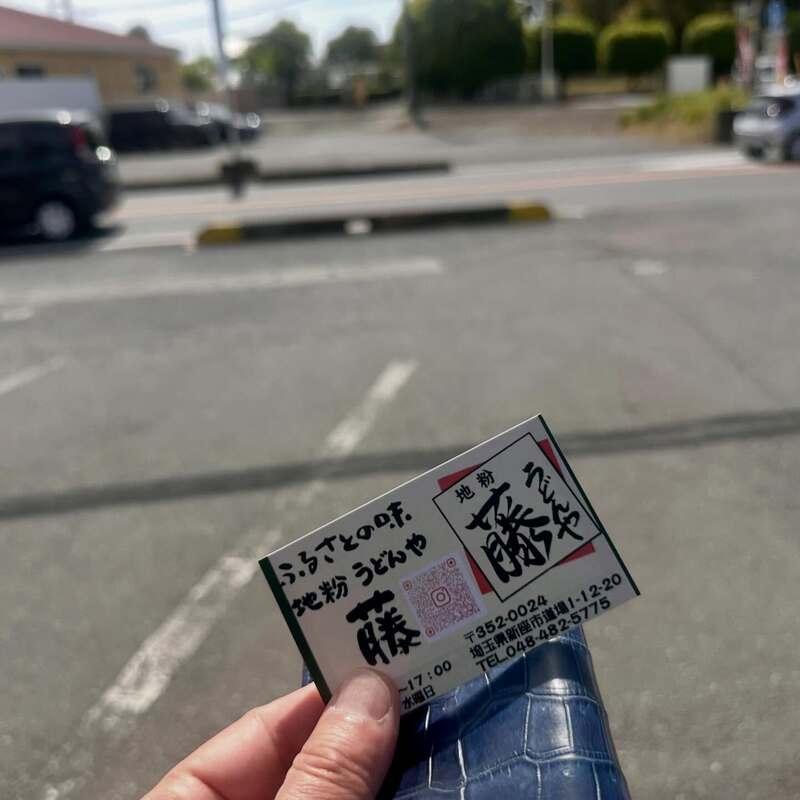 ふるさとの味
地粉 うどんや
藤
～17：00
水曜日
地粉
うどんや
藤
〒352-0024
埼玉県新座市道場1-12-20
TEL.048-482-5775